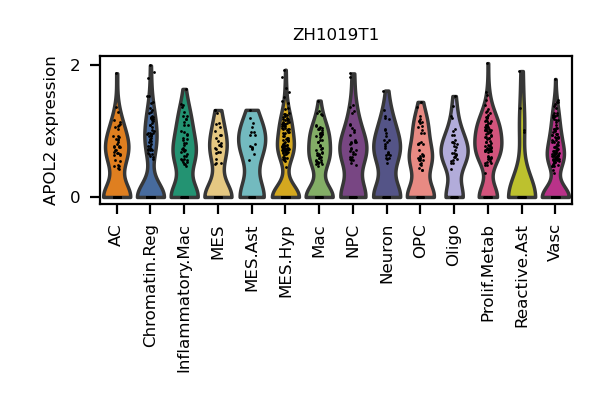 ZH1019T1
APOL2 expression
2
0
AC
Chromatin.Reg
Inflammatory.Mac
MES
MES.Ast
MES.Hyp
Mac
NPC
Neuron
OPC
Oligo
Prolif.Metab
Reactive.Ast
Vasc